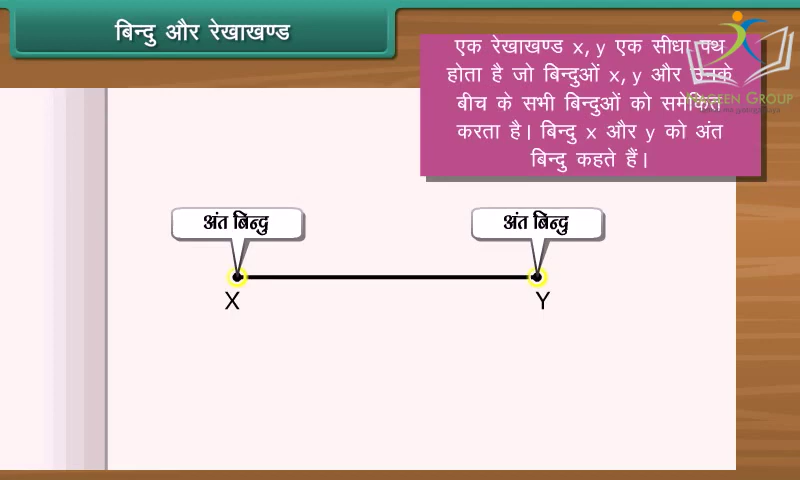 बिन्दु और रेखाखण्ड
एक रेखाखण्ड x, y एक सीधा पथ
होता है जो बिन्दुओं x, y और उनके
बीच के सभी बिन्दुओं को समेकित
करता है। बिन्दु x और y को अंत
बिन्दु कहते हैं।
अंत बिन्दु
अंत बिन्दु
X
Y